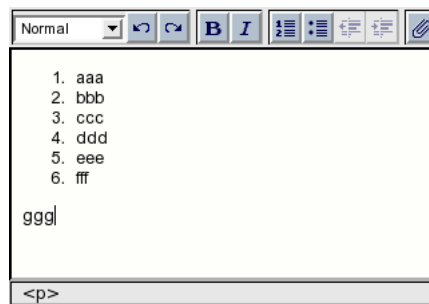 Normal B I
1. aaa
2. bbb
3. ccc
4. ddd
5. eee
6. fff
ggg
<p>